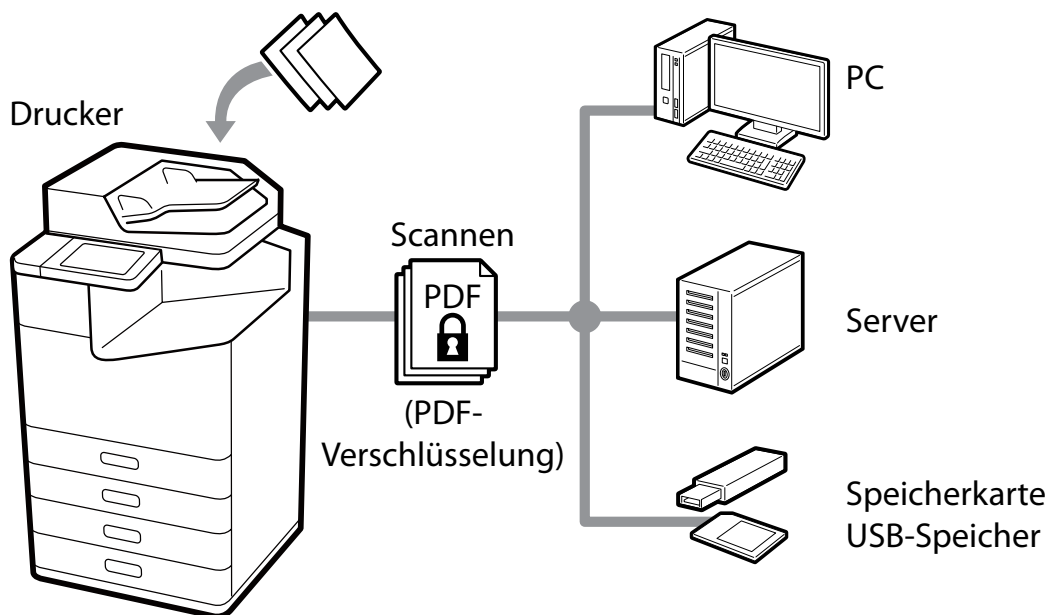 Drucker
Scannen
PDF
(PDF-
Verschlüsselung)
PC
Server
Speicherkarte
USB-Speicher